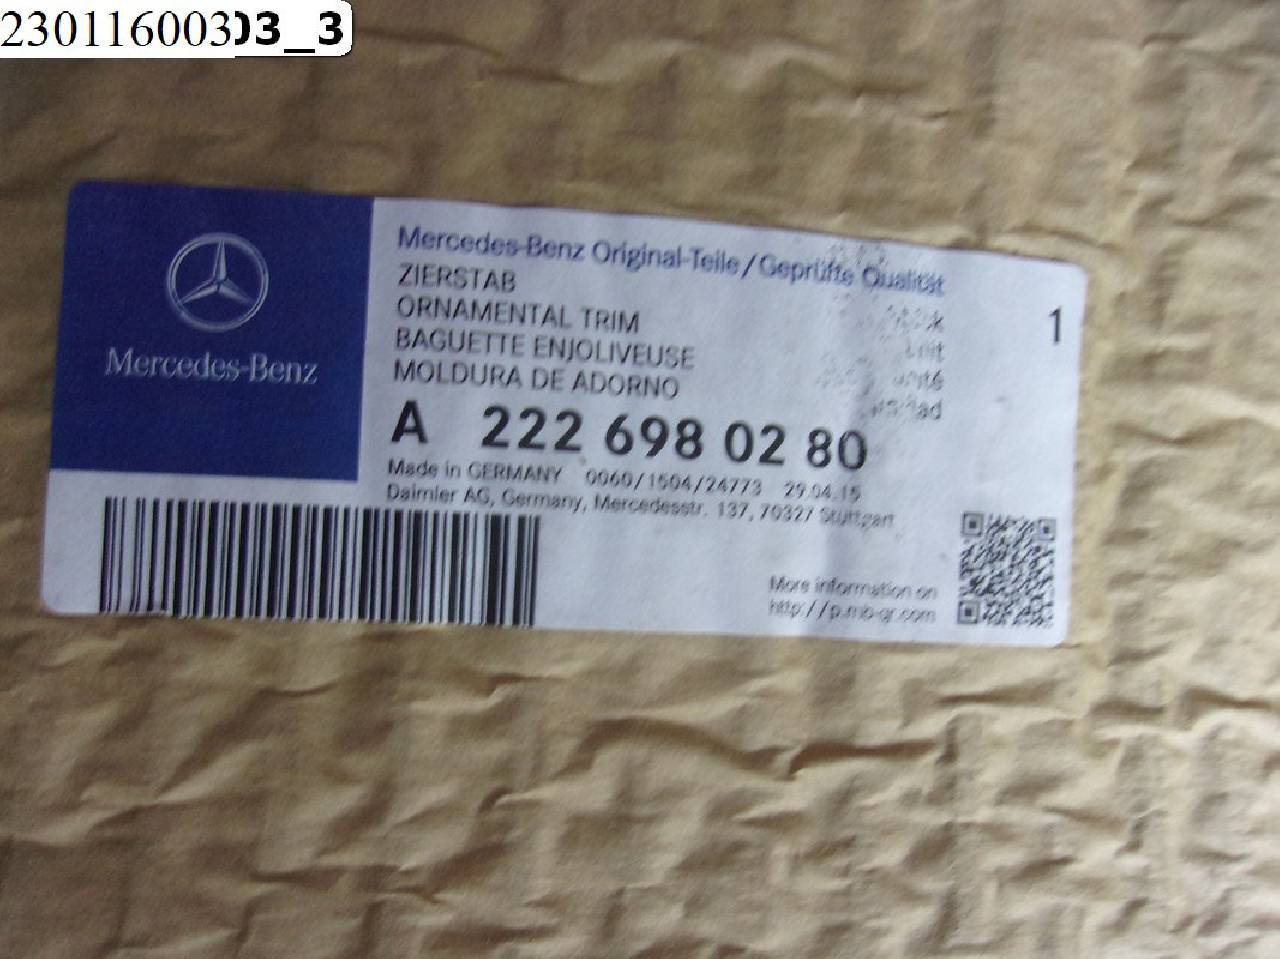 230116003
03_3
Mercedes-Benz
Mercedes-Benz Original-Teile/Geprüfte Qualität
ZIERSTAB
ORNAMENTAL TRIM
BAGUETTE ENJOLIVEUSE
MOLDURA DE ADORNO
1
A 222 698 02 80
Made in GERMANY 0060/1504/24773 29.04.15
Daimler AG, Germany, Mercedesstr. 137, 70327 Stuttgart
More information on
http://p.mb-qr.com